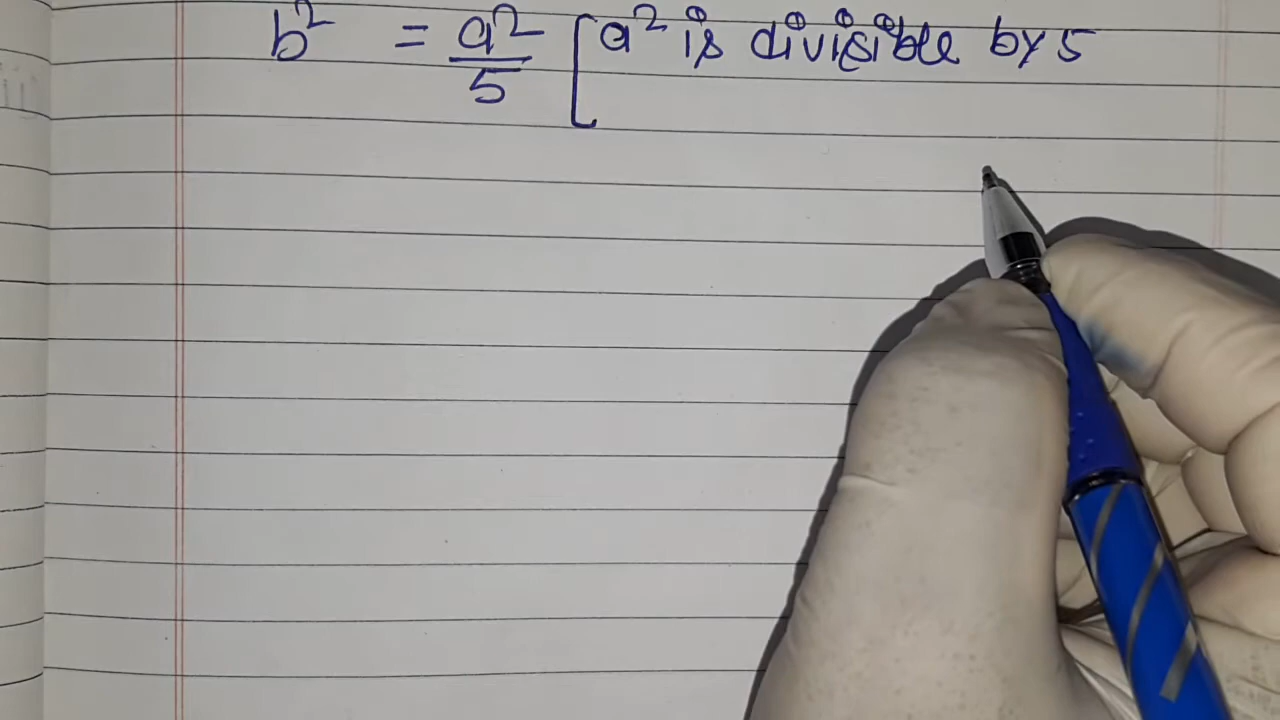 b² = a²/5 [a² is divisible by 5